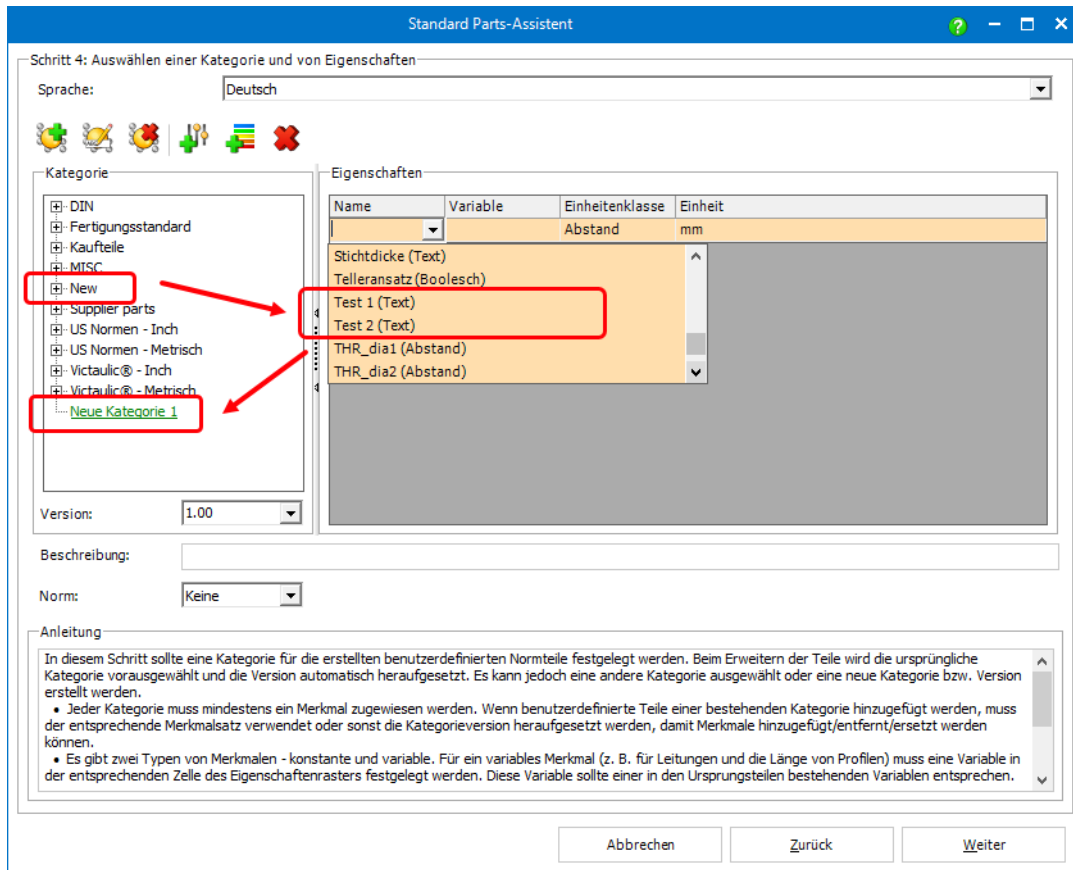 Standard Parts-Assistent
Schritt 4: Auswählen einer Kategorie und von Eigenschaften
Sprache:
Deutsch
Kategorie
DIN
Fertigungsstandard
Kaufteile
MISC
New
Supplier parts
US Normen - Inch
US Normen - Metrisch
Victaulic® - Inch
Victaulic® - Metrisch
Neue Kategorie 1
Version:
1.00
Eigenschaften
Name Variable Einheitenklasse Einheit
Abstand mm
Stichtdicke (Text)
Telleransatz (Boolesch)
Test 1 (Text)
Test 2 (Text)
THR_dia1 (Abstand)
THR_dia2 (Abstand)
Beschreibung:
Norm:
Keine
Anleitung
In diesem Schritt sollte eine Kategorie für die erstellten benutzerdefinierten Normteile festgelegt werden. Beim Erweitern der Teile wird die ursprüngliche
Kategorie vorausgewählt und die Version automatisch heraufgesetzt. Es kann jedoch eine andere Kategorie ausgewählt oder eine neue Kategorie bzw. Version
erstellt werden.
• Jeder Kategorie muss mindestens ein Merkmal zugewiesen werden. Wenn benutzerdefinierte Teile einer bestehenden Kategorie hinzugefügt werden, muss
der entsprechende Merkmalsatz verwendet oder sonst die Kategorieversion heraufgesetzt werden, damit Merkmale hinzugefügt/entfernt/ersetzt werden
können.
• Es gibt zwei Typen von Merkmalen - konstante und variable. Für ein variables Merkmal (z. B. für Leitungen und die Länge von Profilen) muss eine Variable in
der entsprechenden Zelle des Eigenschaftenrasters festgelegt werden. Diese Variable sollte einer in den Ursprungsteilen bestehenden Variablen entsprechen.
Abbrechen
Zurück
Weiter